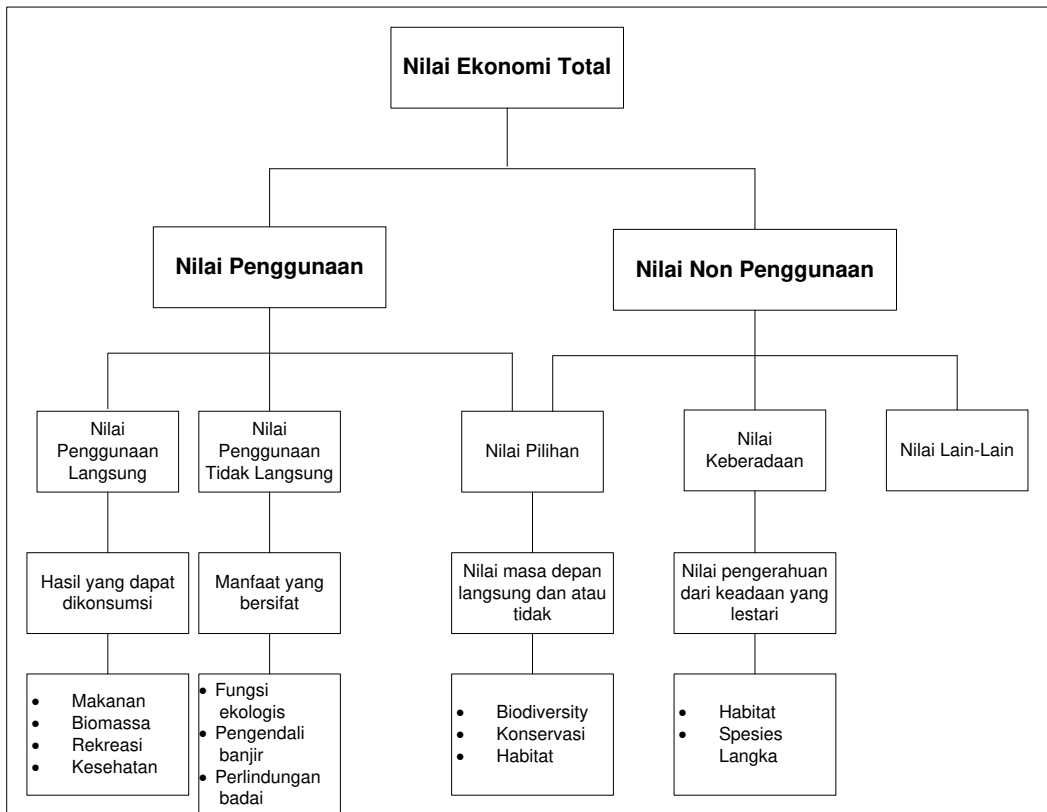 Nilai Ekonomi Total
Nilai Penggunaan
Nilai Non Penggunaan
Nilai
Penggunaan
Langsung
Nilai
Penggunaan
Tidak Langsung
Nilai Pilihan
Nilai
Keberadaan
Nilai Lain-Lain
Hasil yang dapat
dikonsumsi
Manfaat yang
bersifat
Nilai masa depan
langsung dan atau
tidak
Nilai pengerahuan
dari keadaan yang
lestari
• Makanan
• Biomassa
• Rekreasi
• Kesehatan
• Fungsi
ekologis
• Pengendali
banjir
• Perlindungan
badai
• Biodiversity
• Konservasi
• Habitat
• Habitat
• Spesies
Langka